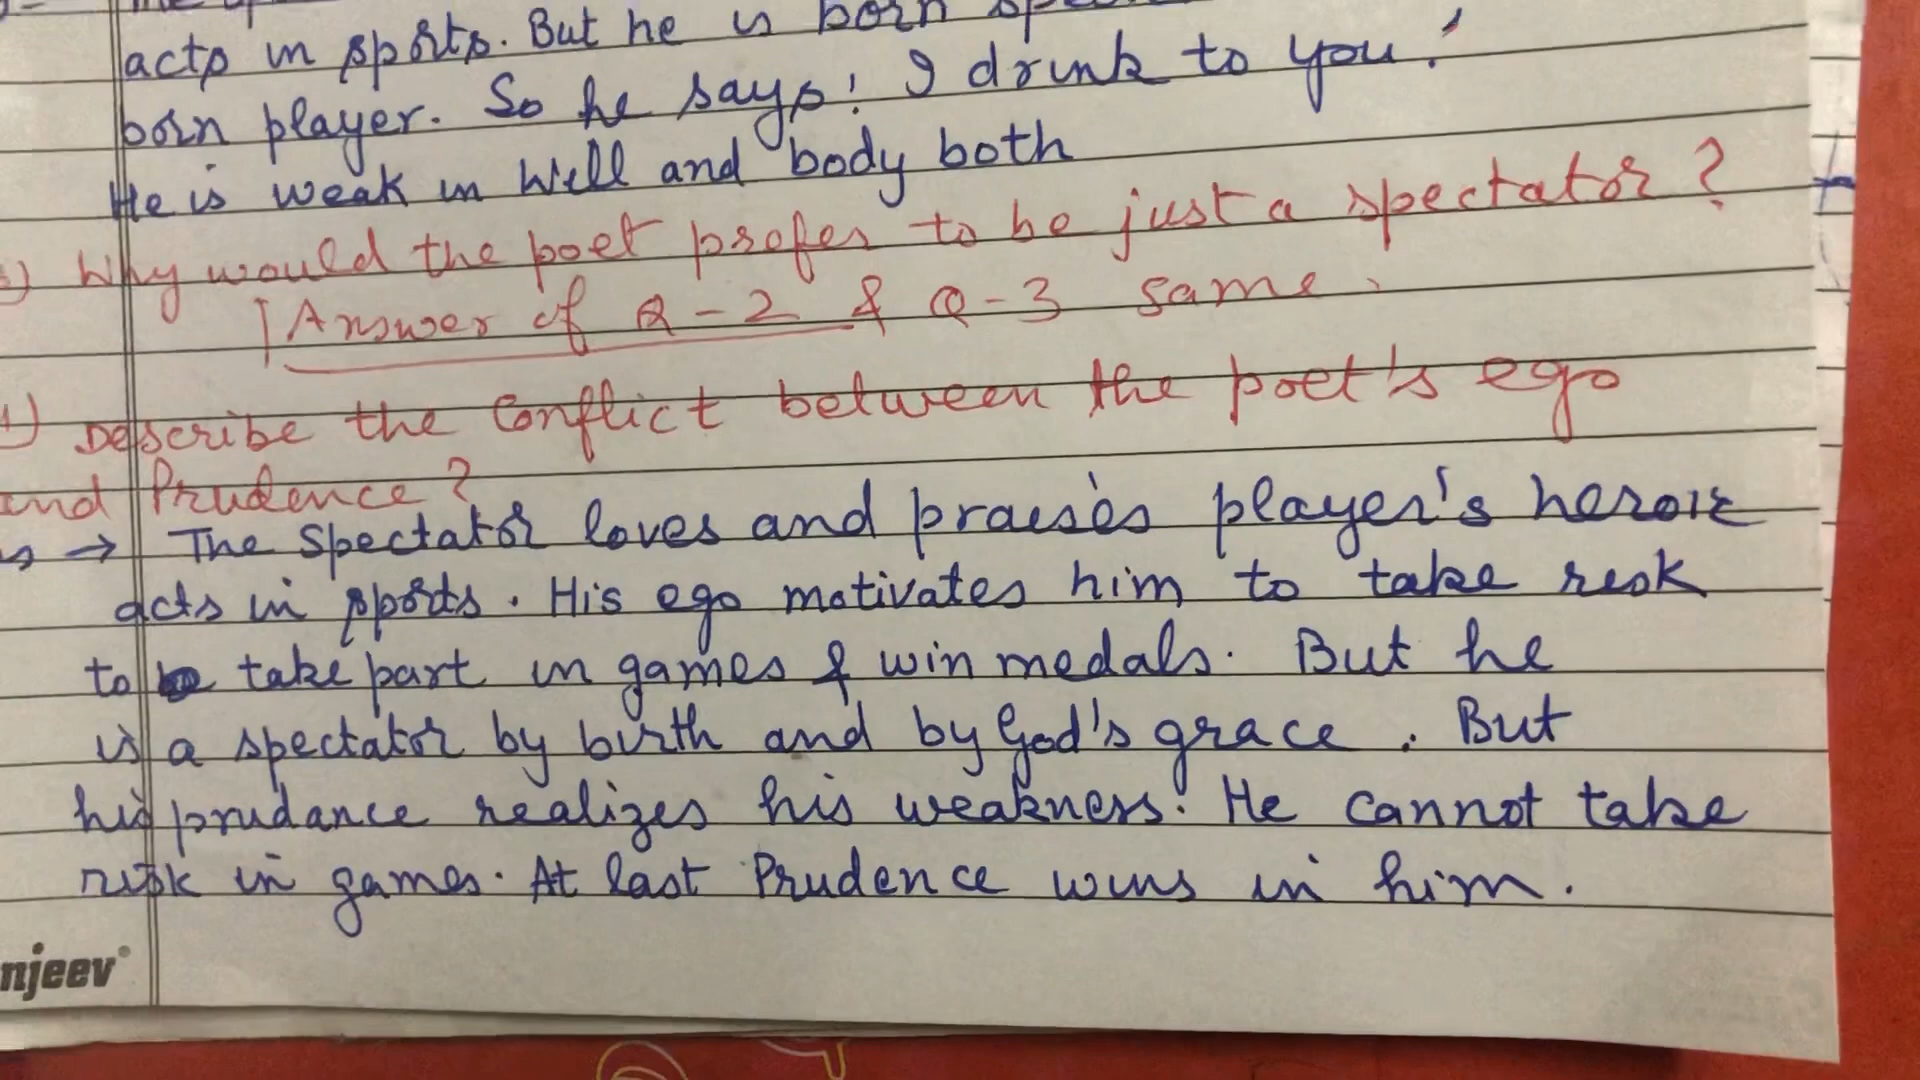 acts in sports. But he is born
born player. So he says! I drink to you!
He is weak in Will and body both
3) Why would the poet prefer to be just a spectator?
Answer of Q-2 & Q-3 same.
4) Describe the Conflict between the poet's ego
and Prudence?
→ The Spectator loves and praises player's heroic
acts in sports. His ego motivates him to take risk
to take part in games & win medals. But he
is a spectator by birth and by God's grace. But
his prudance realizes his weakness. He cannot take
risk in games. At last Prudence wins in him.
njeev